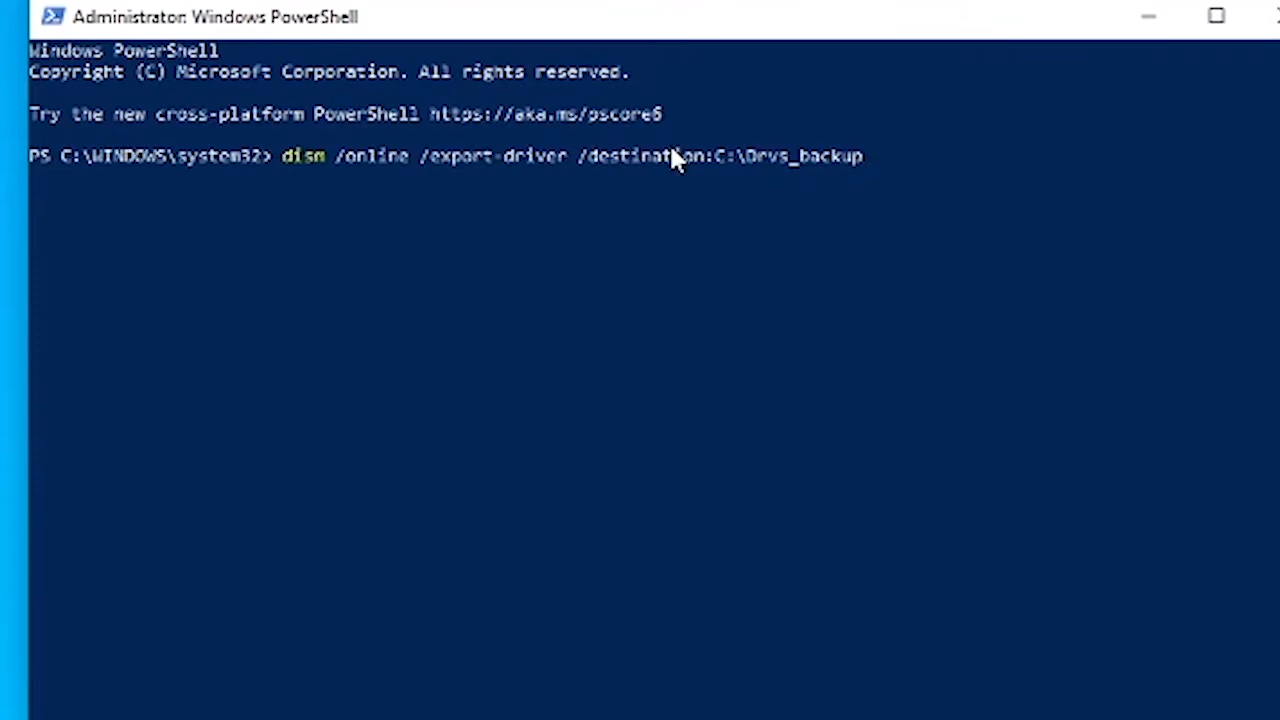 Administrator: Windows PowerShell
Windows PowerShell
Copyright (C) Microsoft Corporation. All rights reserved.
Try the new cross-platform PowerShell https://aka.ms/pscore6
PS C:\WINDOWS\system32> dism /online /export-driver /destination:C:\Drvs_backup